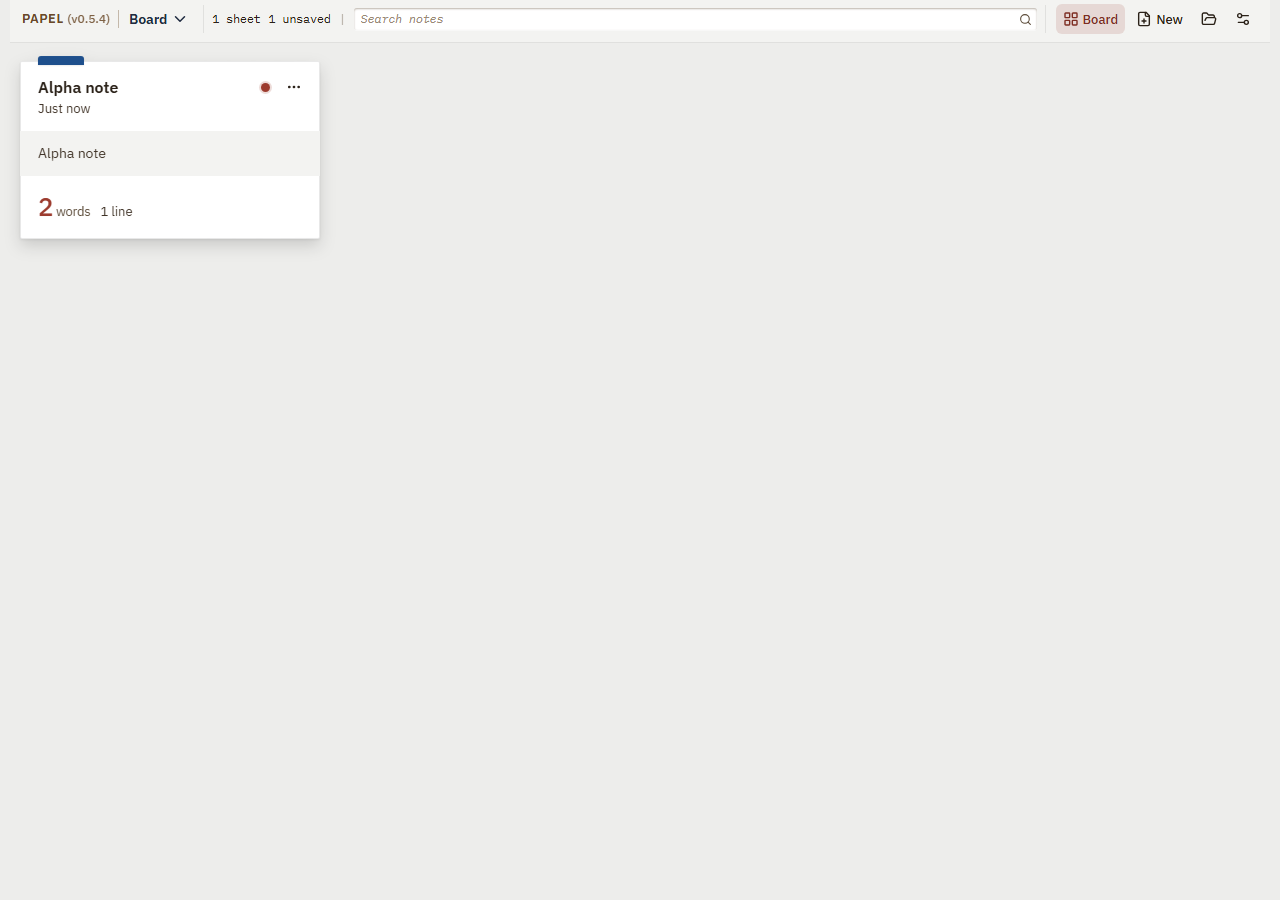 PAPEL (v0.5.4) Board 1 sheet 1 unsaved | Search notes Board New
Alpha note
Just now
Alpha note
2 words 1 line